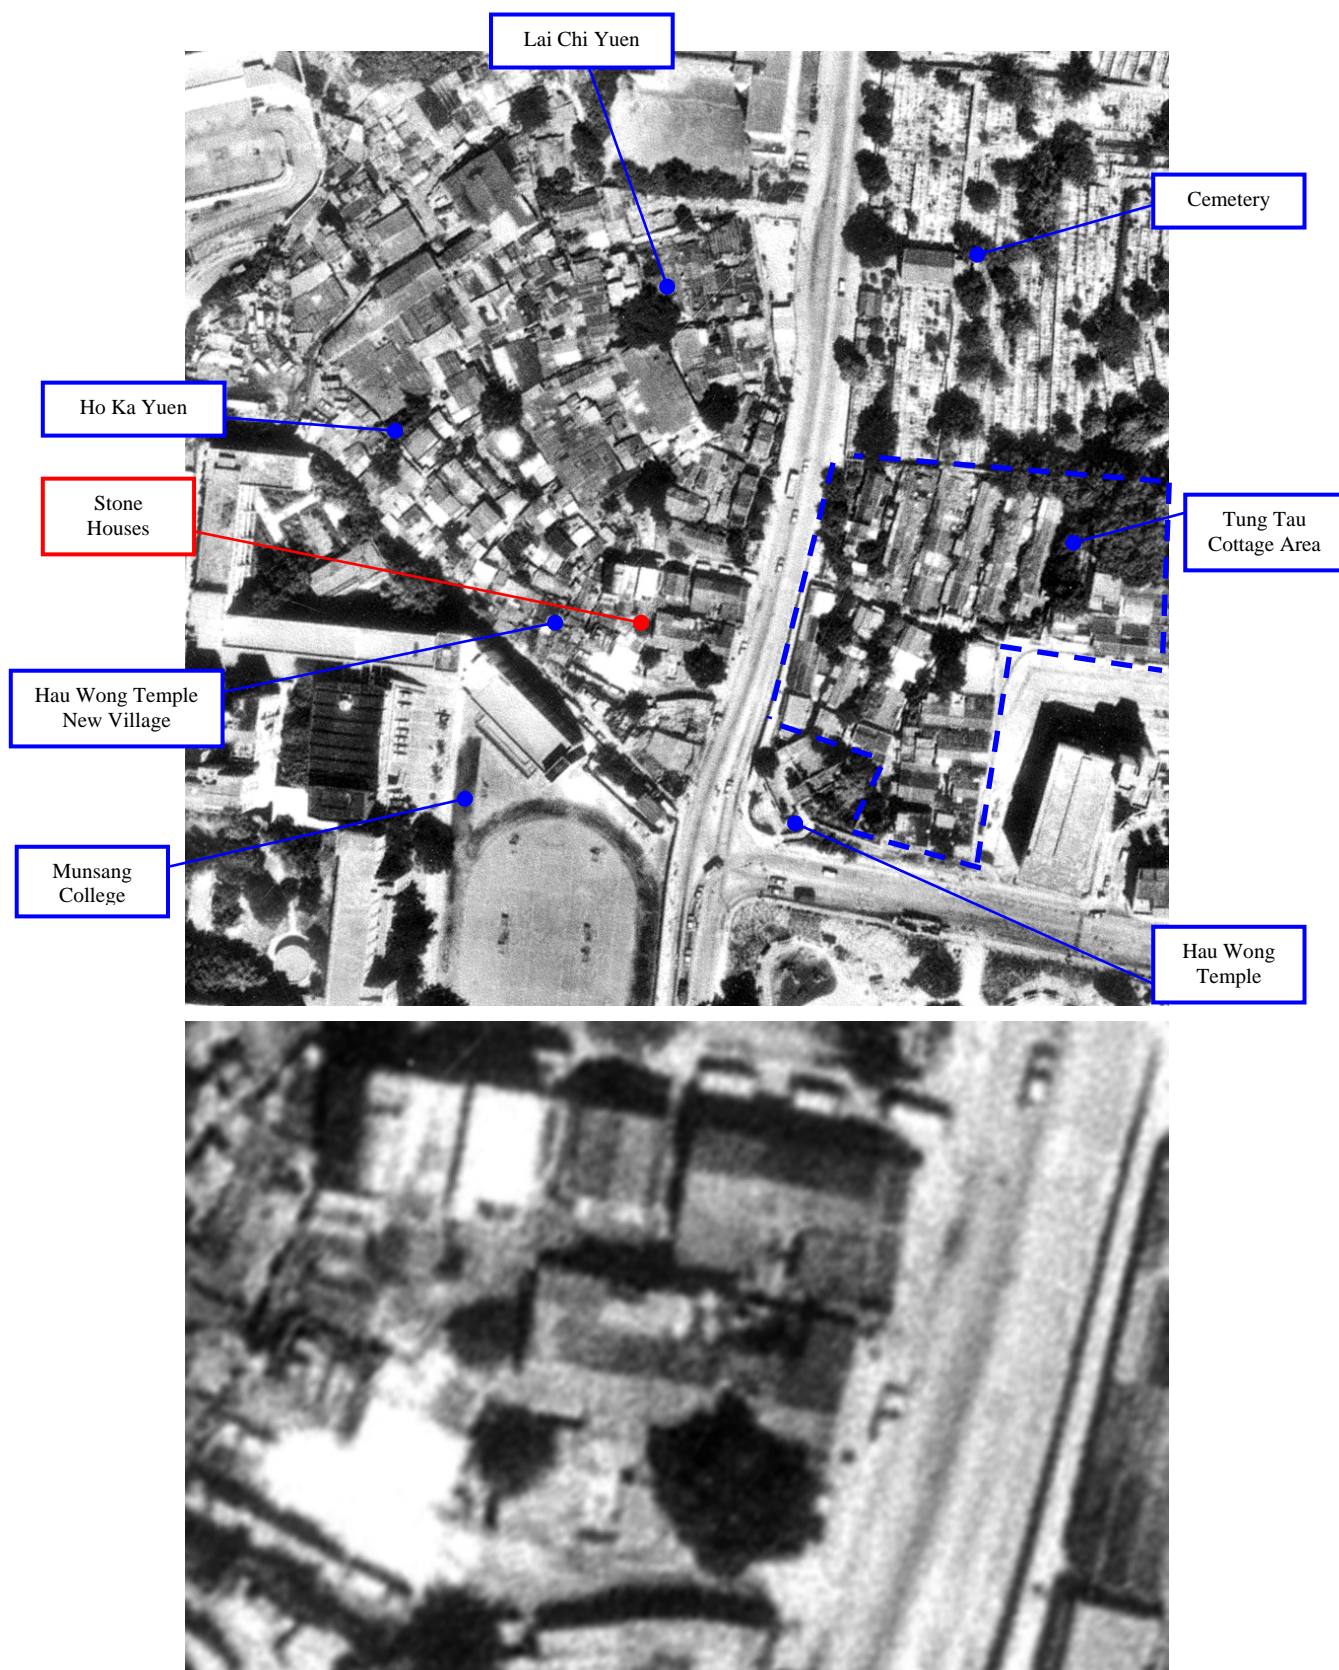 Lai Chi Yuen
Cemetery
Ho Ka Yuen
Stone
Houses
Tung Tau
Cottage Area
Hau Wong Temple
New Village
Munsang
College
Hau Wong
Temple